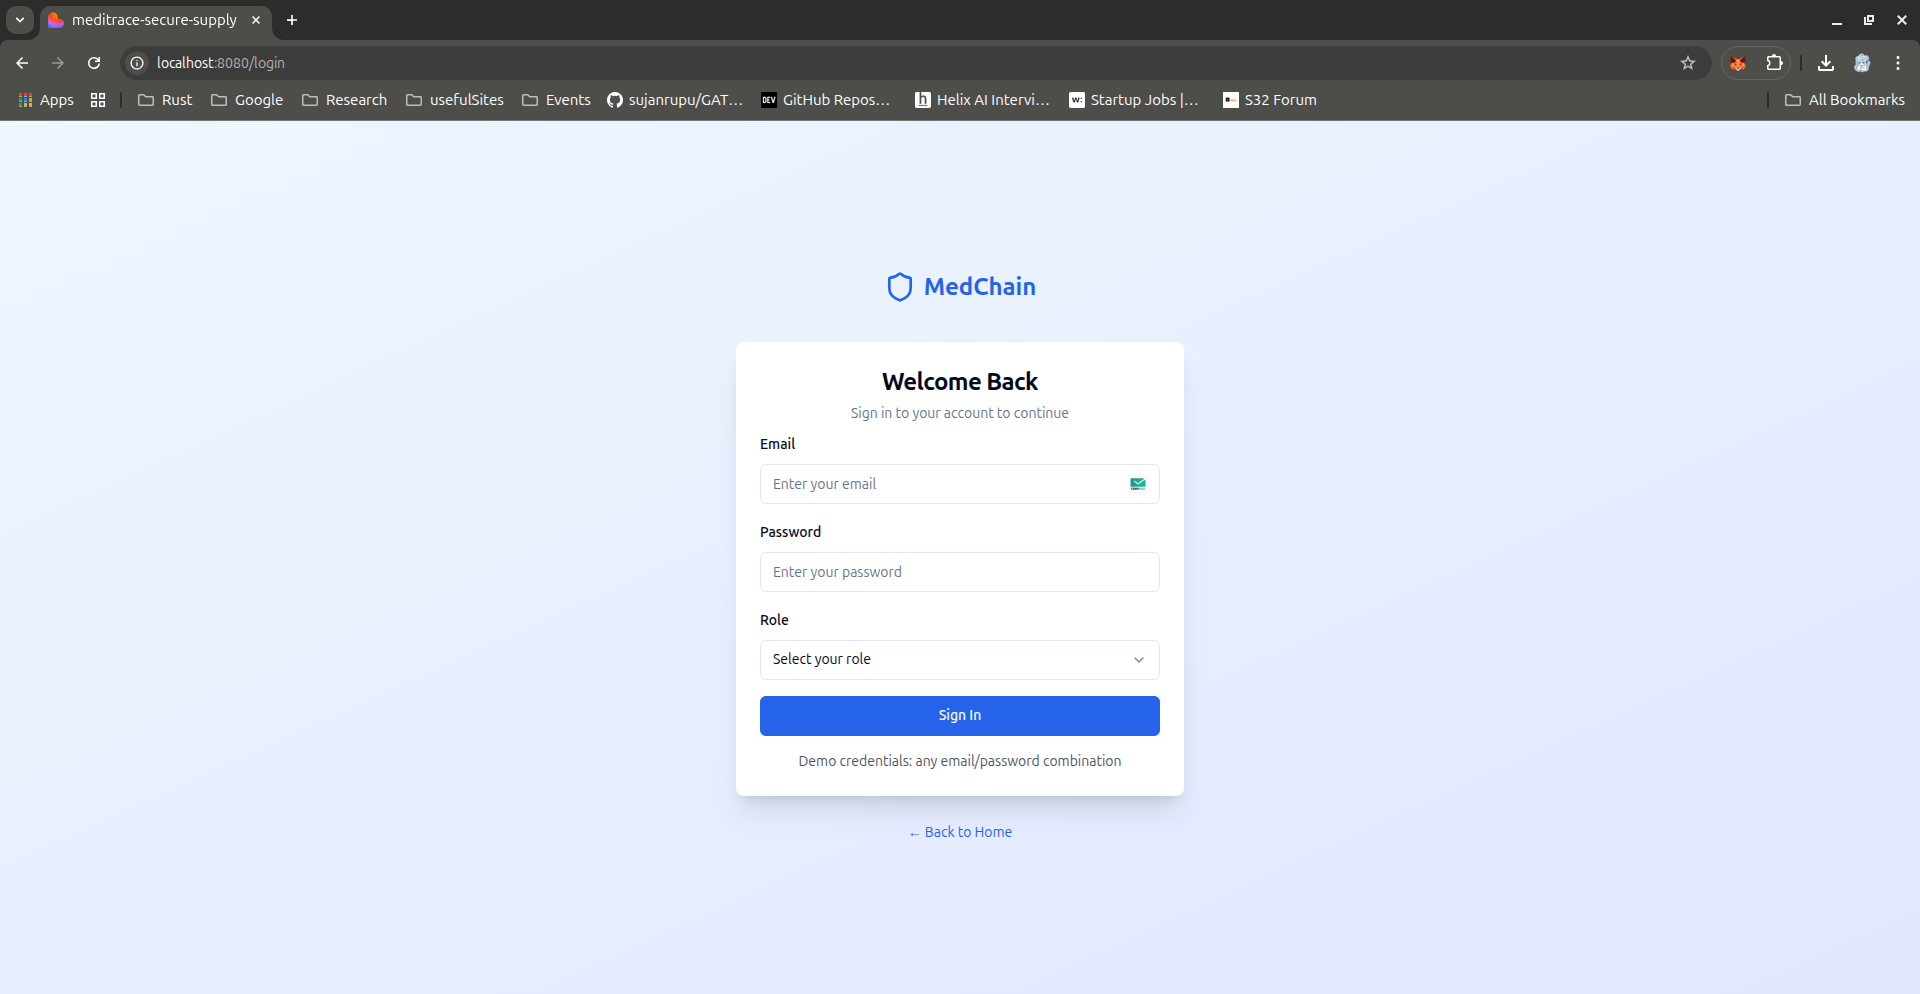 meditrace-secure-supply
localhost:8080/login
Apps Rust Google Research usefulSites Events sujanrupu/GAT... DEV GitHub Repos... h Helix AI Intervi... w: Startup Jobs |... S32 Forum All Bookmarks
MedChain
Welcome Back
Sign in to your account to continue
Email
Enter your email
Password
Enter your password
Role
Select your role
Sign In
Demo credentials: any email/password combination
← Back to Home